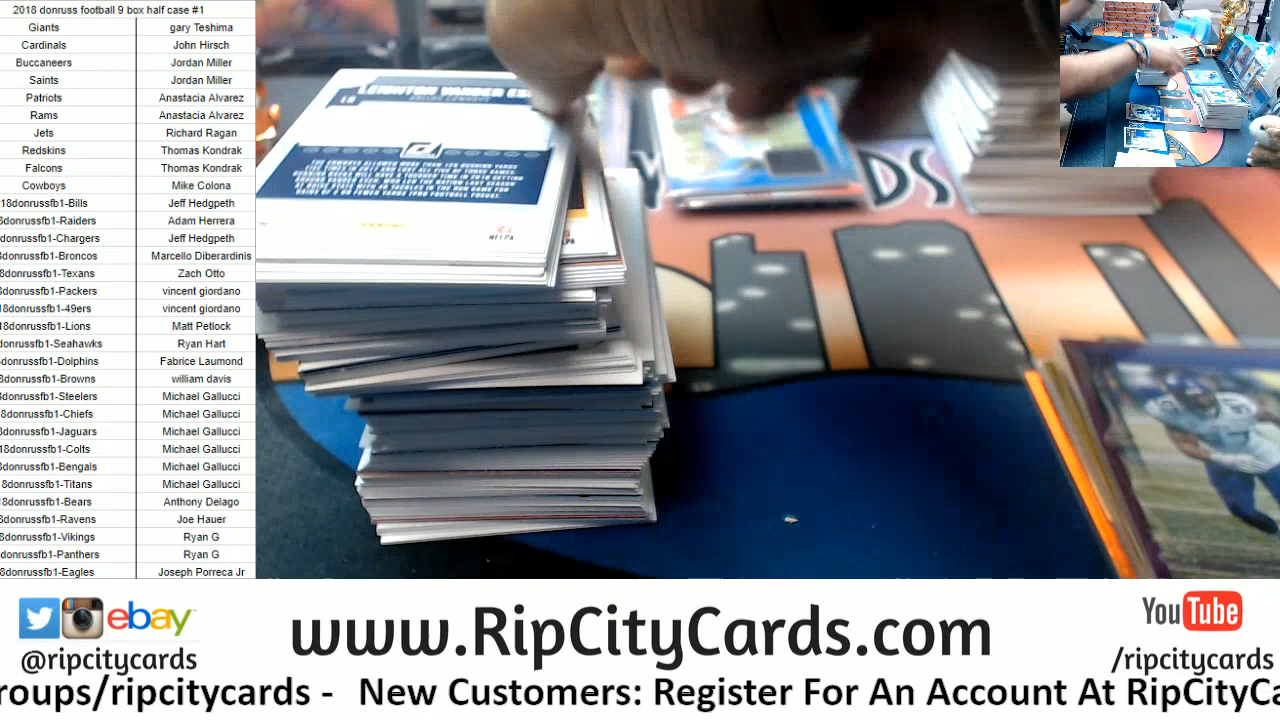 2018 donruss football 9 box half case #1
Giants gary Teshima
Cardinals John Hirsch
Buccaneers Jordan Miller
Saints Jordan Miller
Patriots Anastacia Alvarez
Rams Anastacia Alvarez
Jets Richard Ragan
Redskins Thomas Kondrak
Falcons Thomas Kondrak
Cowboys Mike Colona
18donrussfb1-Bills Jeff Hedgpeth
8donrussfb1-Raiders Adam Herrera
donrussfb1-Chargers Jeff Hedgpeth
donrussfb1-Broncos Marcello Diberardinis
8donrussfb1-Texans Zach Otto
8donrussfb1-Packers vincent giordano
18donrussfb1-49ers vincent giordano
18donrussfb1-Lions Matt Petlock
donrussfb1-Seahawks Ryan Hart
8donrussfb1-Dolphins Fabrice Laumond
8donrussfb1-Browns william davis
8donrussfb1-Steelers Michael Gallucci
8donrussfb1-Chiefs Michael Gallucci
8donrussfb1-Jaguars Michael Gallucci
18donrussfb1-Colts Michael Gallucci
8donrussfb1-Bengals Michael Gallucci
8donrussfb1-Titans Michael Gallucci
18donrussfb1-Bears Anthony Delago
8donrussfb1-Ravens Joe Hauer
8donrussfb1-Vikings Ryan G
donrussfb1-Panthers Ryan G
8donrussfb1-Eagles Joseph Porreca Jr
LEIGHTON VANDER
PANINI
NFLPA
DS
ebay
@ripcitycards
www.RipCityCards.com
YouTube
/ripcitycards
roups/ripcitycards - New Customers: Register For An Account At RipCityCa